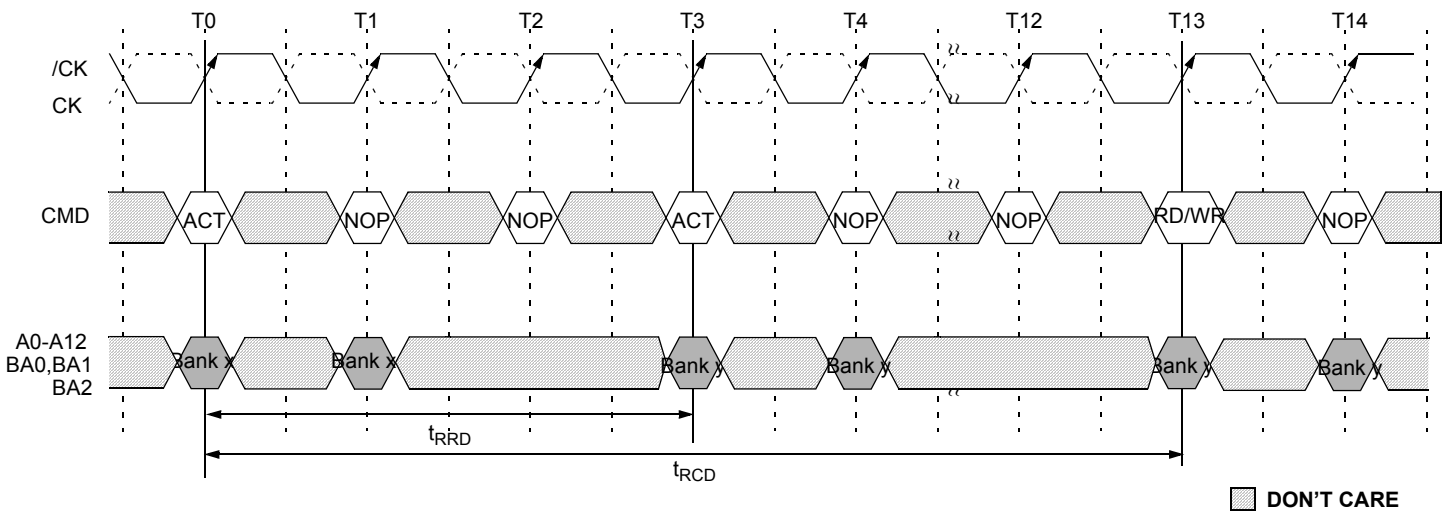 T0 T1 T2 T3 T4 T12 T13 T14
/CK
CK
CMD ACT NOP NOP ACT NOP NOP RD/WR NOP
A0-A12
BA0,BA1
BA2
Bank x Bank x Bank y Bank y Bank y Bank y
tRRD
tRCD
DON'T CARE